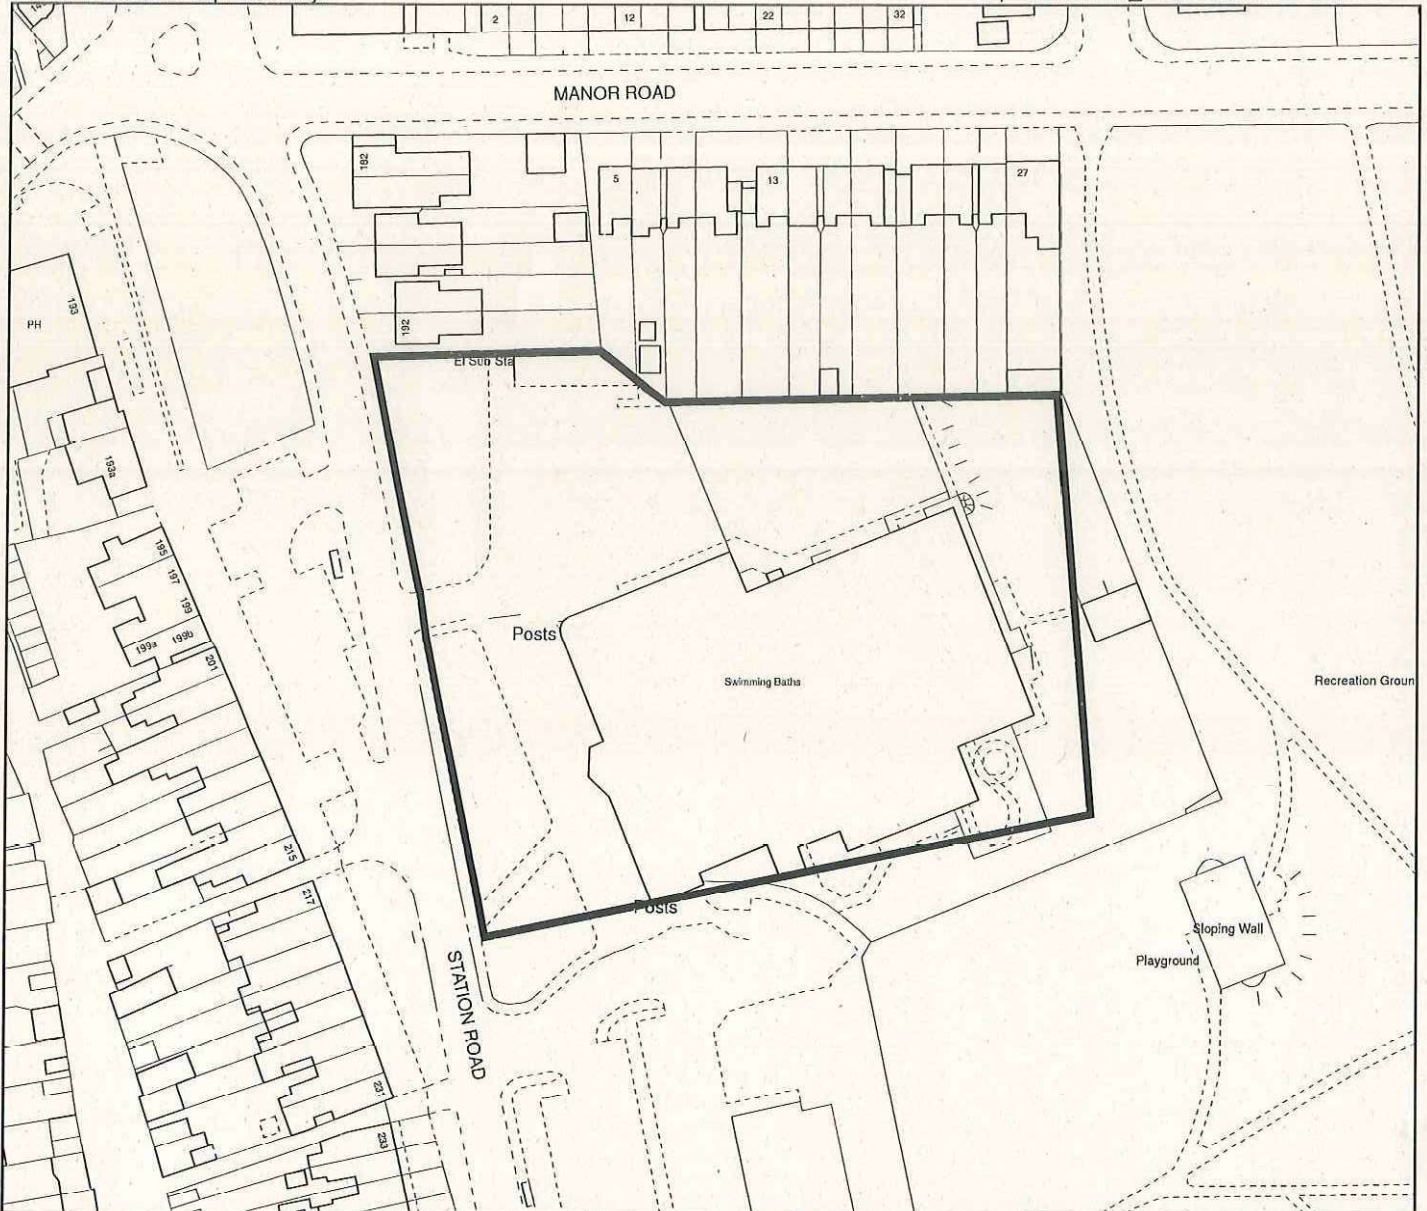 2
12
22
32
MANOR ROAD
182
5
13
27
193
PH
192
El Sub Sta
193a
195
197
199
199a
199b
201
Posts
Swimming Baths
Recreation Groun
215
217
Posts
Sloping Wall
Playground
STATION ROAD
231
233